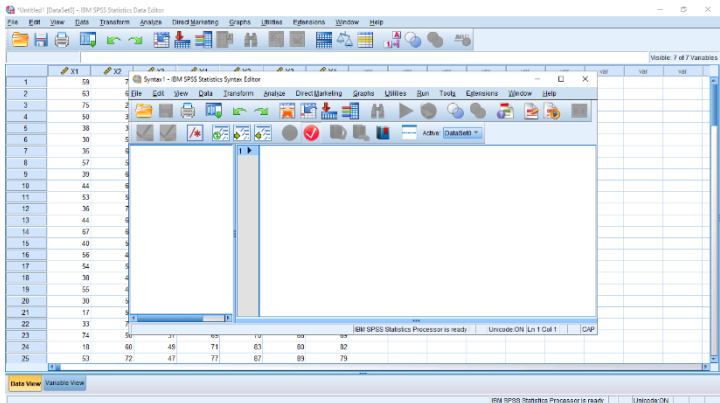 *Untitled1 [DataSet0] - IBM SPSS Statistics Data Editor
File Edit View Data Transform Analyze Direct Marketing Graphs Utilities Extensions Window Help
Visible: 7 of 7 Variables
X1 X2 var var var
Syntax1 - IBM SPSS Statistics Syntax Editor
File Edit View Data Transform Analyze Direct Marketing Graphs Utilities Run Tools Extensions Window Help
Active: DataSet0
1
1 59
2 63
3 75
4 50
5 38
6 30
7 35
8 57
9 39
10 44
11 53
12 36
13 44
14 67
15 40
16 56
17 54
18 38
19 55
20 30
21 17
22 33
IBM SPSS Statistics Processor is ready Unicode:ON Ln 1 Col 1 CAP
23 74
24 18 60 49 71 83 80 82
25 53 72 47 77 87 89 79
Data View Variable View
IBM SPSS Statistics Processor is ready Unicode:ON